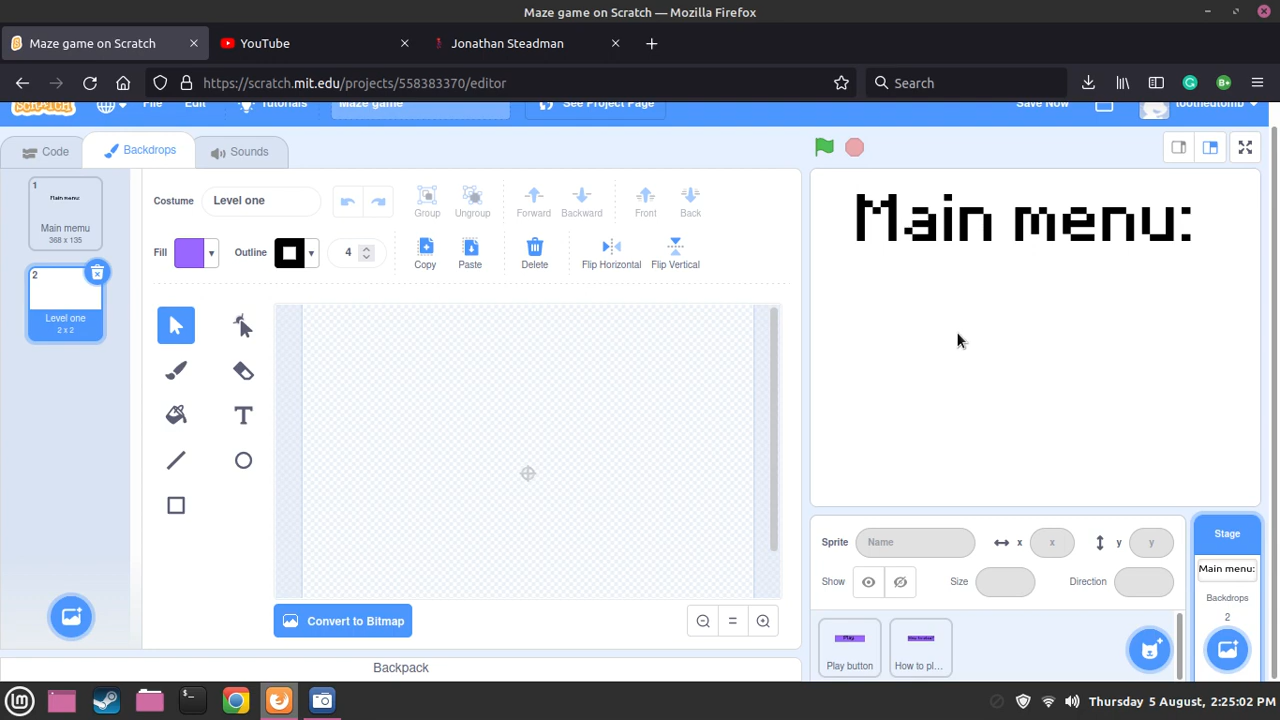 Maze game on Scratch — Mozilla Firefox
Maze game on Scratch
YouTube
Jonathan Steadman
https://scratch.mit.edu/projects/558383370/editor
Search
SCRATCH
File
Edit
Tutorials
Maze game
See Project Page
Save Now
toothedtomb
Code
Backdrops
Sounds
1
Main menu:
Main memu
368 x 135
2
Level one
2 x 2
Costume
Level one
Group
Ungroup
Forward
Backward
Front
Back
Fill
Outline
4
Copy
Paste
Delete
Flip Horizontal
Flip Vertical
Convert to Bitmap
Backpack
Main menu:
Sprite
Name
x
x
y
y
Show
Size
Direction
Play
Play button
How to pl...
Stage
Main menu:
Backdrops
2
Thursday 5 August, 2:25:02 PM